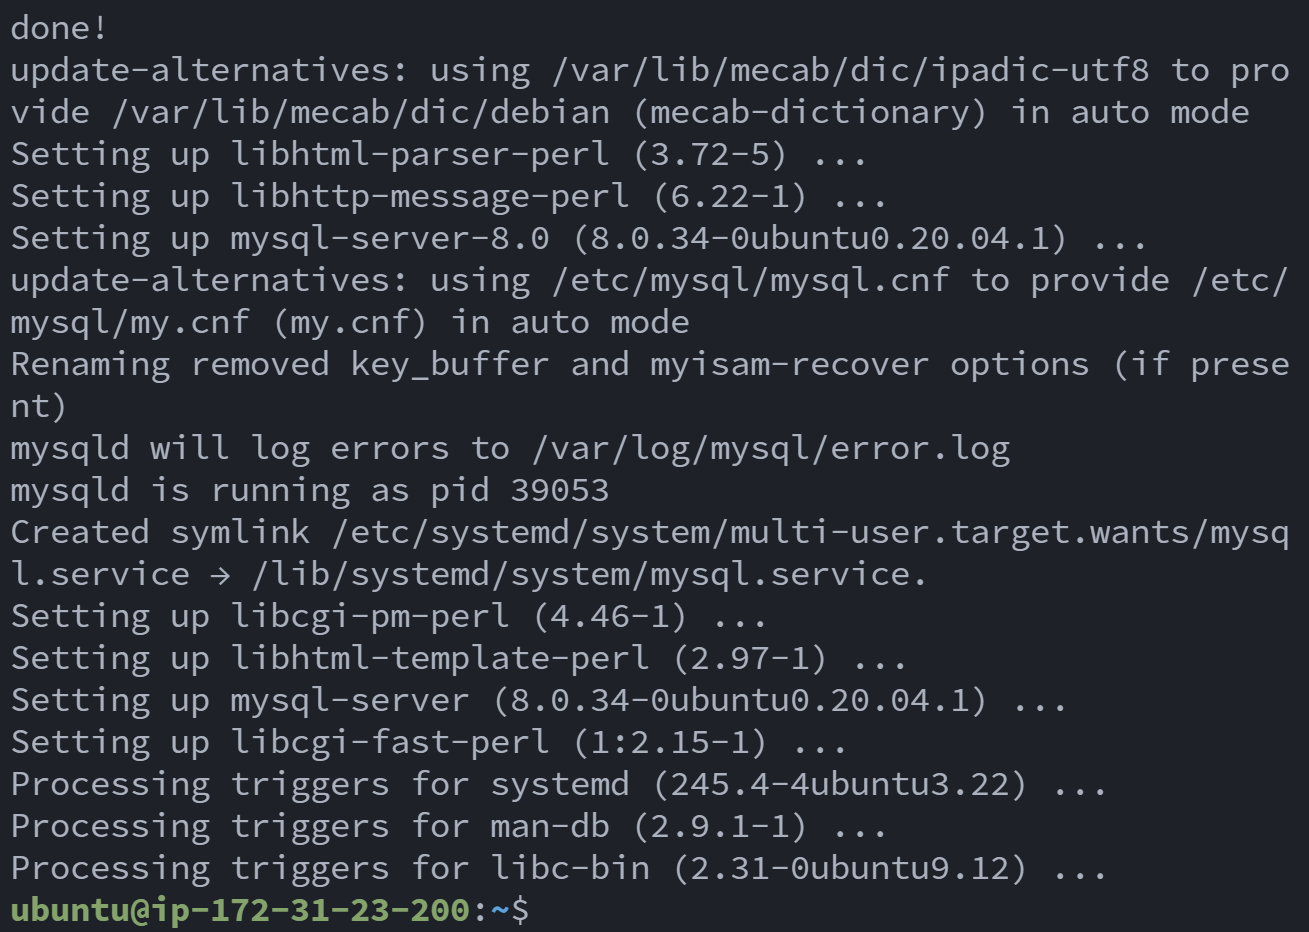 done!
update-alternatives: using /var/lib/mecab/dic/ipadic-utf8 to pro
vide /var/lib/mecab/dic/debian (mecab-dictionary) in auto mode
Setting up libhtml-parser-perl (3.72-5) ...
Setting up libhttp-message-perl (6.22-1) ...
Setting up mysql-server-8.0 (8.0.34-0ubuntu0.20.04.1) ...
update-alternatives: using /etc/mysql/mysql.cnf to provide /etc/
mysql/my.cnf (my.cnf) in auto mode
Renaming removed key_buffer and myisam-recover options (if prese
nt)
mysqld will log errors to /var/log/mysql/error.log
mysqld is running as pid 39053
Created symlink /etc/systemd/system/multi-user.target.wants/mysq
l.service → /lib/systemd/system/mysql.service.
Setting up libcgi-pm-perl (4.46-1) ...
Setting up libhtml-template-perl (2.97-1) ...
Setting up mysql-server (8.0.34-0ubuntu0.20.04.1) ...
Setting up libcgi-fast-perl (1:2.15-1) ...
Processing triggers for systemd (245.4-4ubuntu3.22) ...
Processing triggers for man-db (2.9.1-1) ...
Processing triggers for libc-bin (2.31-0ubuntu9.12) ...
ubuntu@ip-172-31-23-200:~$